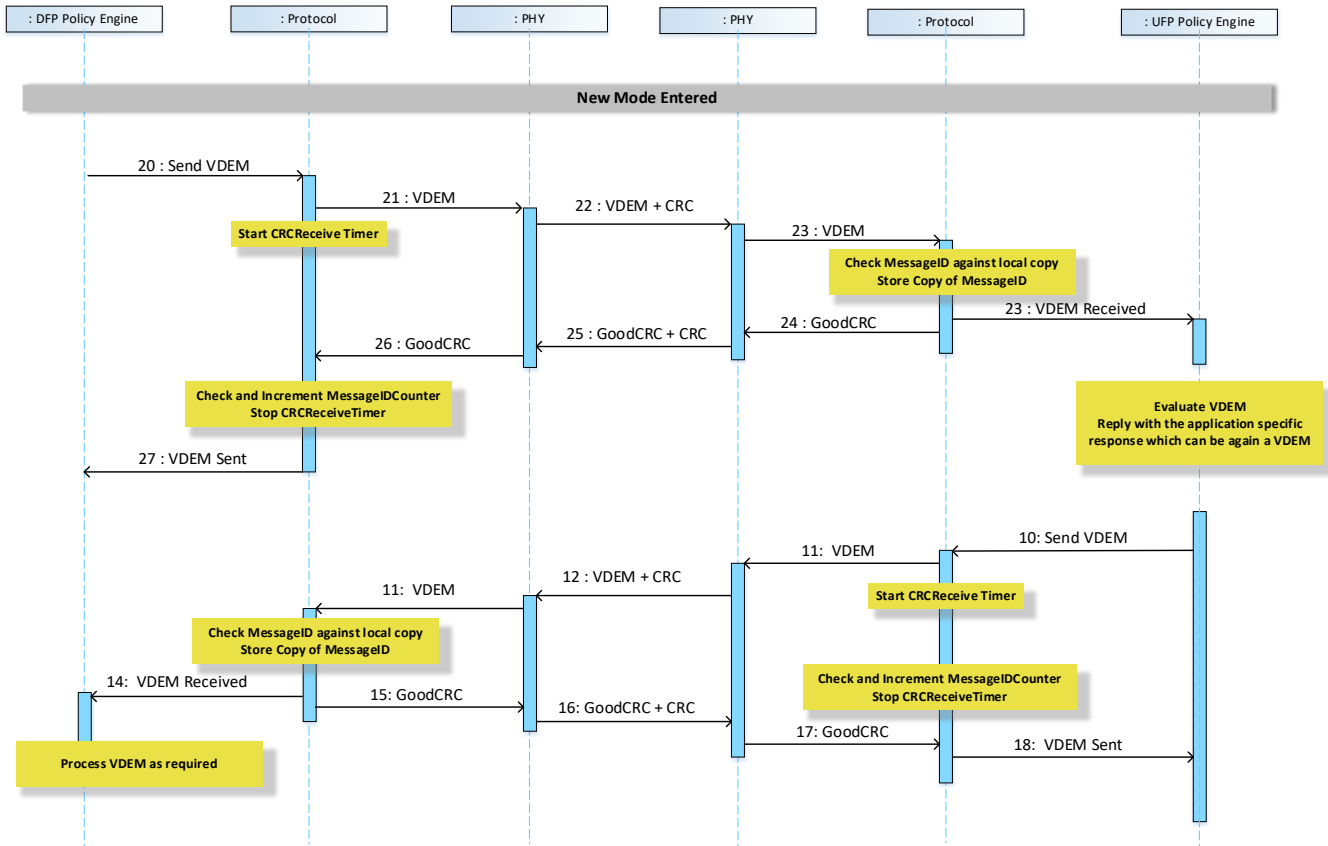 : DFP Policy Engine
: Protocol
: PHY
: PHY
: Protocol
: UFP Policy Engine
New Mode Entered
20 : Send VDEM
21 : VDEM
22 : VDEM + CRC
Start CRCReceive Timer
23 : VDEM
Check MessageID against local copy
Store Copy of MessageID
23 : VDEM Received
24 : GoodCRC
25 : GoodCRC + CRC
26 : GoodCRC
Check and Increment MessageIDCounter
Stop CRCReceiveTimer
Evaluate VDEM
Reply with the application specific
response which can be again a VDEM
27 : VDEM Sent
10: Send VDEM
11: VDEM
12 : VDEM + CRC
11: VDEM
Start CRCReceive Timer
Check MessageID against local copy
Store Copy of MessageID
14: VDEM Received
Check and Increment MessageIDCounter
Stop CRCReceiveTimer
15: GoodCRC
16: GoodCRC + CRC
17: GoodCRC
18: VDEM Sent
Process VDEM as required